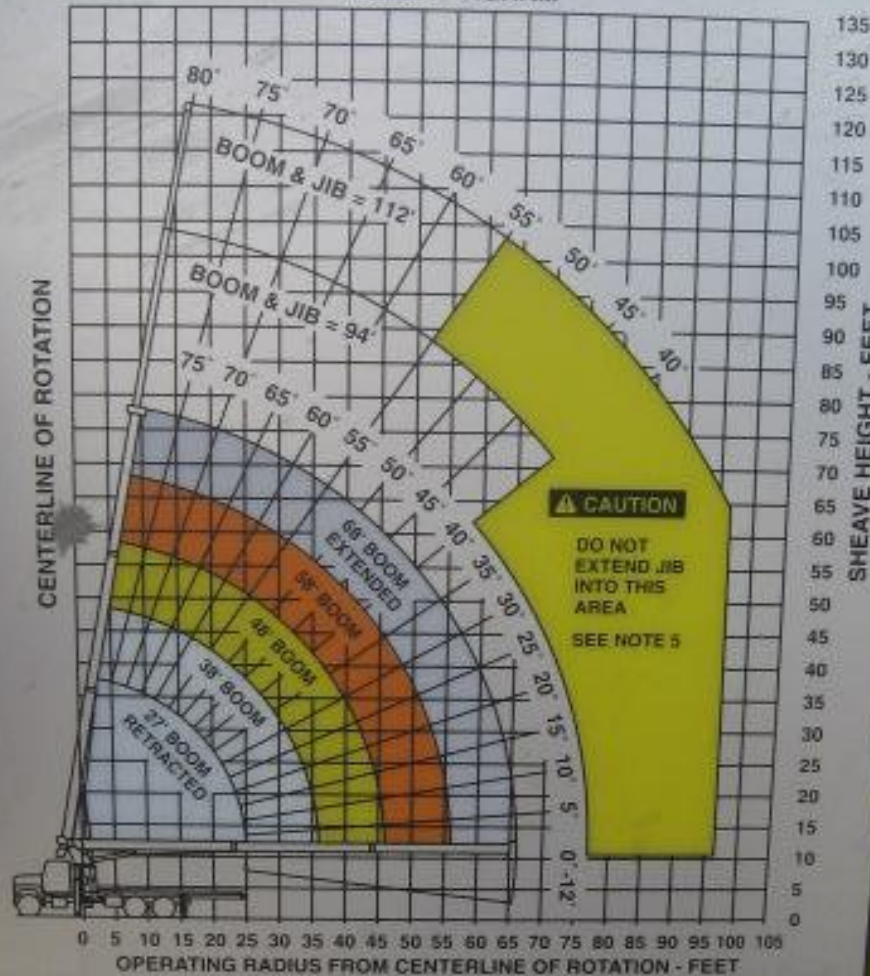 135
130
125
120
115
110
105
100
95
90
85
80
75
70
65
60
55
50
45
40
35
30
25
20
15
10
5
0
SHEAVE HEIGHT - FEET
CENTERLINE OF ROTATION
80°
75°
70°
65°
60°
55°
50°
45°
40°
BOOM & JIB = 112'
BOOM & JIB = 94'
75°
70°
65°
60°
55°
50°
45°
40°
35°
30°
25°
20°
15°
10°
5°
0°
-12°
68' BOOM
EXTENDED
58' BOOM
48' BOOM
38' BOOM
27' BOOM
RETRACTED
CAUTION
DO NOT
EXTEND JIB
INTO THIS
AREA
SEE NOTE 5
0 5 10 15 20 25 30 35 40 45 50 55 60 65 70 75 80 85 90 95 100 105
OPERATING RADIUS FROM CENTERLINE OF ROTATION - FEET